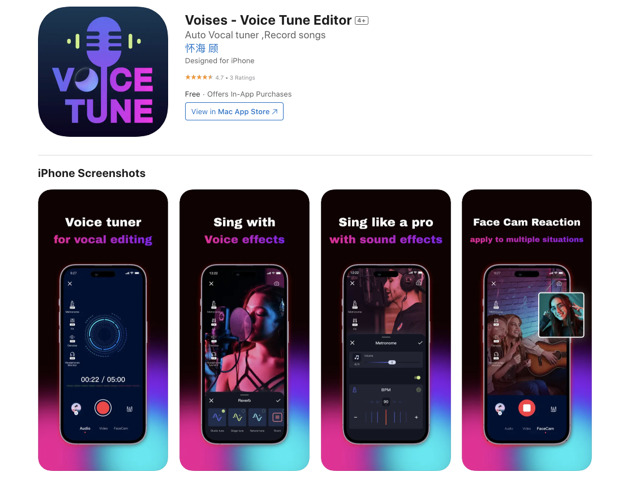 VOICE
TUNE
Voises - Voice Tune Editor 4+
Auto Vocal tuner ,Record songs
怀海 顾
Designed for iPhone
4.7 • 3 Ratings
Free · Offers In-App Purchases
View in Mac App Store ↗
iPhone Screenshots
Voice tuner
for vocal editing
00:22 / 05:00
Audio Video FaceCam
Sing with
Voice effects
Reverb
Sing like a pro
with sound effects
Metronome
BPM
90
Face Cam Reaction
apply to multiple situations
Audio Video FaceCam